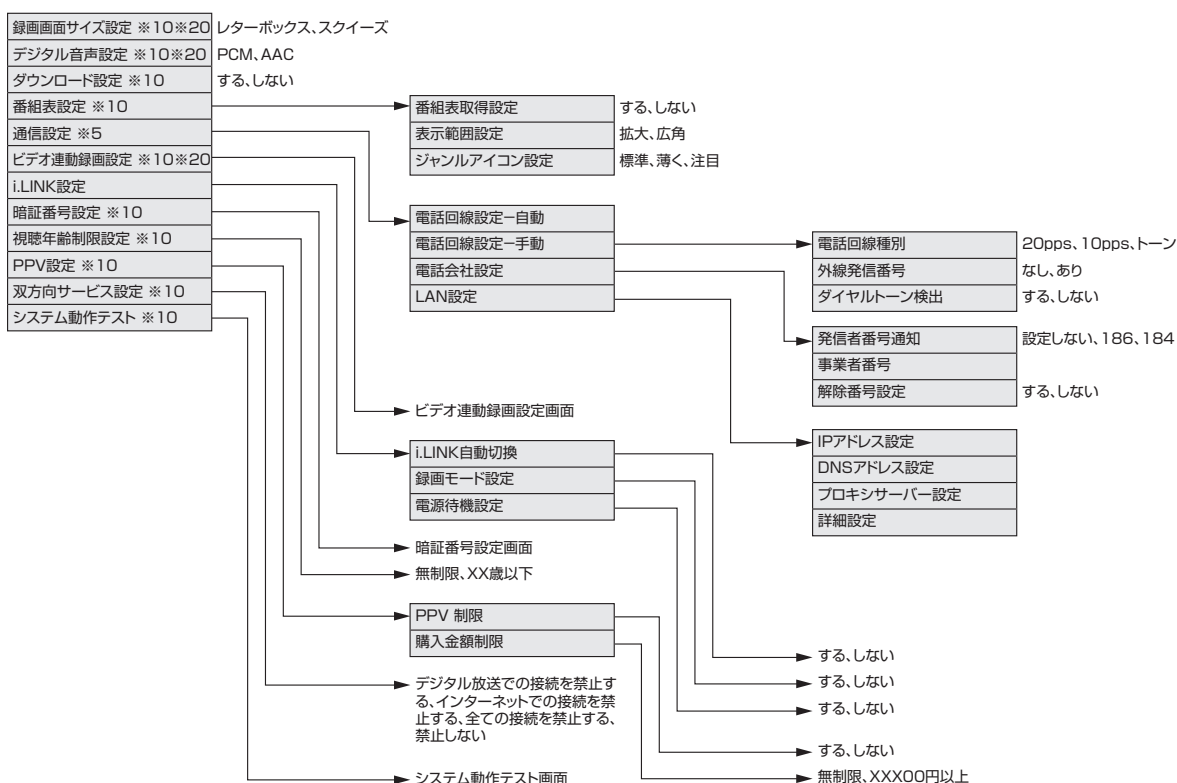 録画画面サイズ設定 ※10※20 レターボックス、スクイーズ
デジタル音声設定 ※10※20 PCM、AAC
ダウンロード設定 ※10 する、しない
番組表設定 ※10
通信設定 ※5
ビデオ連動録画設定 ※10※20
i.LINK設定
暗証番号設定 ※10
視聴年齢制限設定 ※10
PPV設定 ※10
双方向サービス設定 ※10
システム動作テスト ※10
番組表取得設定 する、しない
表示範囲設定 拡大、広角
ジャンルアイコン設定 標準、薄く、注目
電話回線設定−自動
電話回線設定−手動
電話会社設定
LAN設定
電話回線種別 20pps、10pps、トーン
外線発信番号 なし、あり
ダイヤルトーン検出 する、しない
発信者番号通知 設定しない、186、184
事業者番号
解除番号設定 する、しない
IPアドレス設定
DNSアドレス設定
プロキシサーバー設定
詳細設定
ビデオ連動録画設定画面
i.LINK自動切換
録画モード設定
電源待機設定
暗証番号設定画面
無制限、XX歳以下
PPV 制限
購入金額制限
デジタル放送での接続を禁止す
る、インターネットでの接続を禁
止する、全ての接続を禁止する、
禁止しない
システム動作テスト画面
する、しない
する、しない
する、しない
する、しない
無制限、XXX00円以上